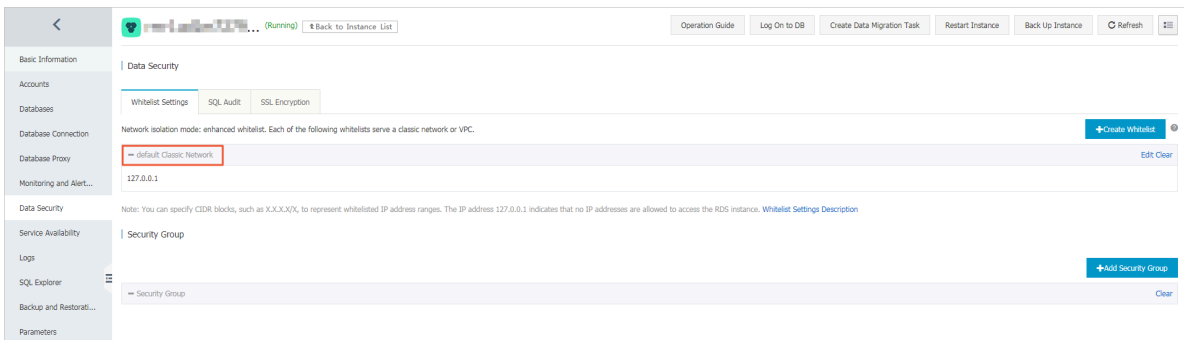 ... (Running) Back to Instance List
Operation Guide Log On to DB Create Data Migration Task Restart Instance Back Up Instance Refresh
Basic Information
Accounts
Databases
Database Connection
Database Proxy
Monitoring and Alert...
Data Security
Service Availability
Logs
SQL Explorer
Backup and Restorati...
Parameters
Data Security
Whitelist Settings SQL Audit SSL Encryption
Network isolation mode: enhanced whitelist. Each of the following whitelists serve a classic network or VPC.
+Create Whitelist
default Classic Network
Edit Clear
127.0.0.1
Note: You can specify CIDR blocks, such as X.X.X.X/X, to represent whitelisted IP address ranges. The IP address 127.0.0.1 indicates that no IP addresses are allowed to access the RDS instance. Whitelist Settings Description
Security Group
+Add Security Group
Security Group
Clear